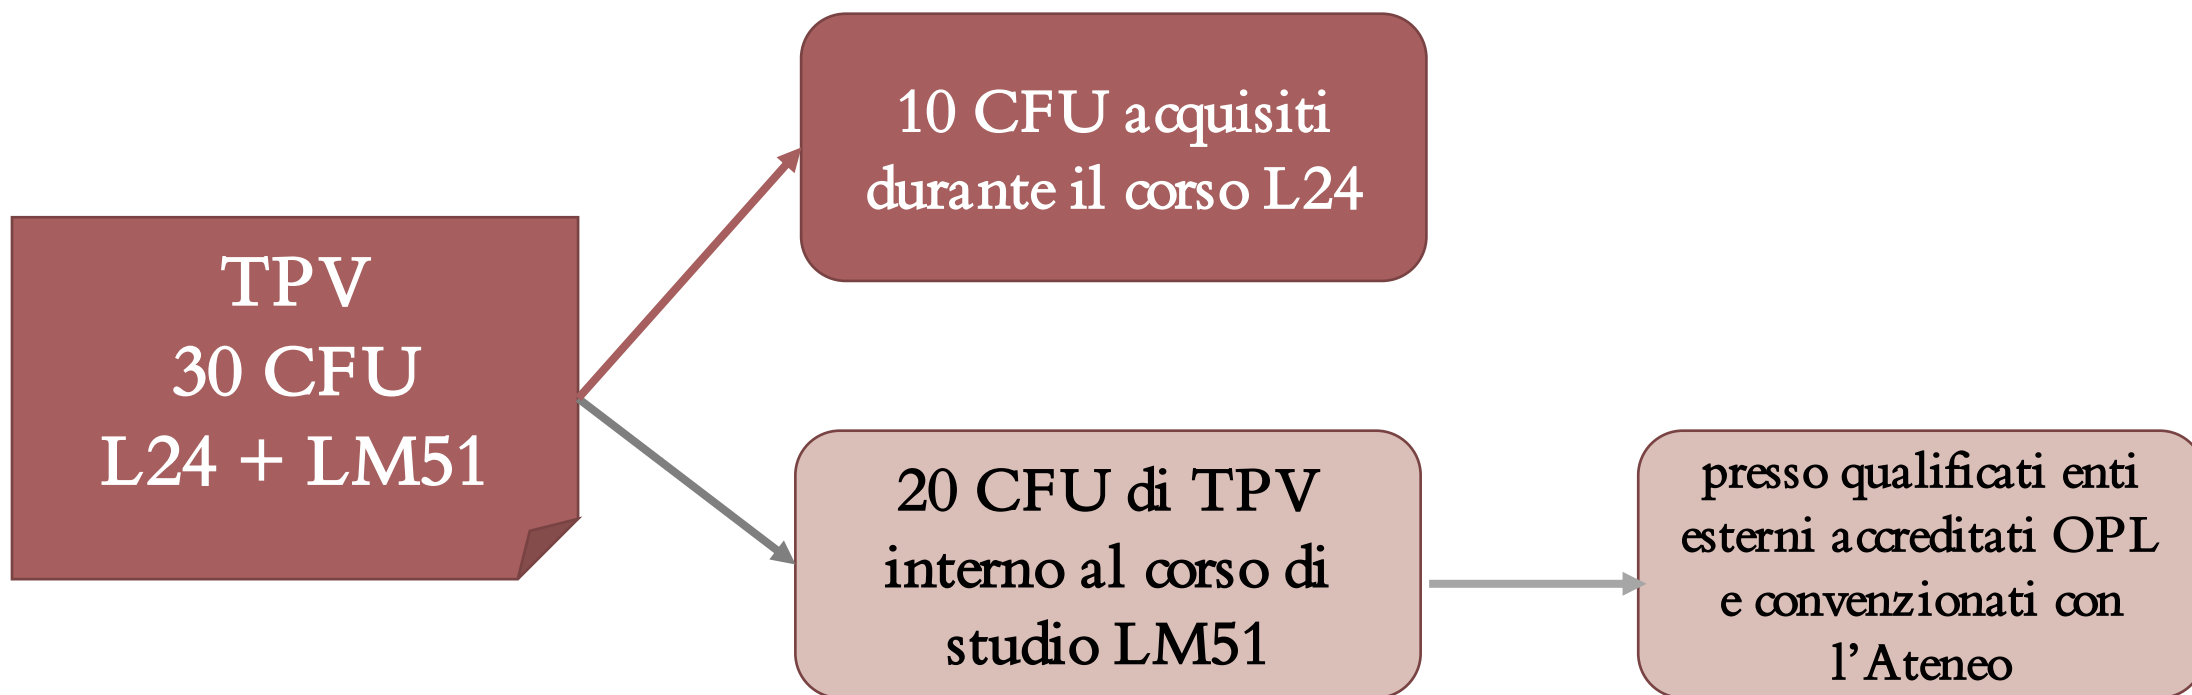 TPV
30 CFU
L24 + LM51
10 CFU acquisiti
durante il corso L24
20 CFU di TPV
interno al corso di
studio LM51
presso qualificati enti
esterni accreditati OPL
e convenzionati con
l’Ateneo